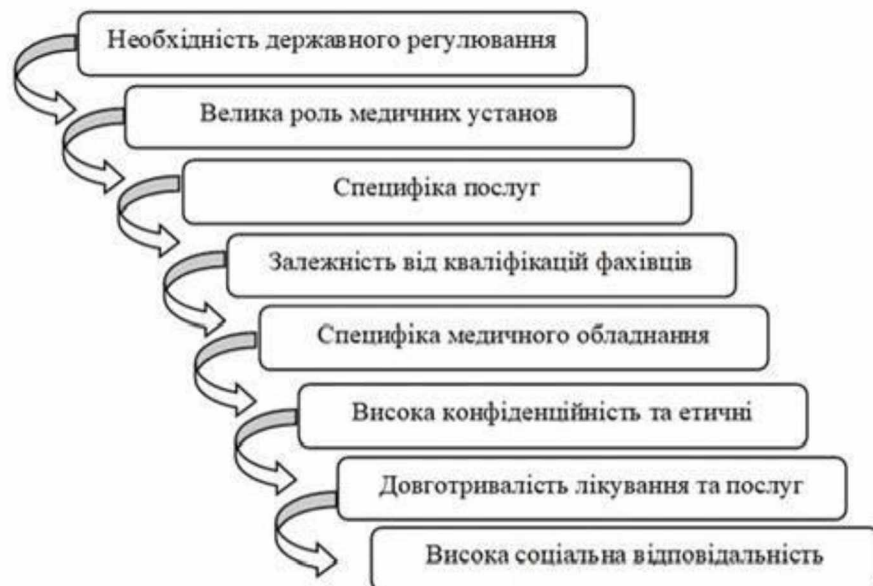 Необхідність державного регулювання
Велика роль медичних установ
Специфіка послуг
Залежність від кваліфікацій фахівців
Специфіка медичного обладнання
Висока конфіденційність та етичні
Довготривалість лікування та послуг
Висока соціальна відповідальність